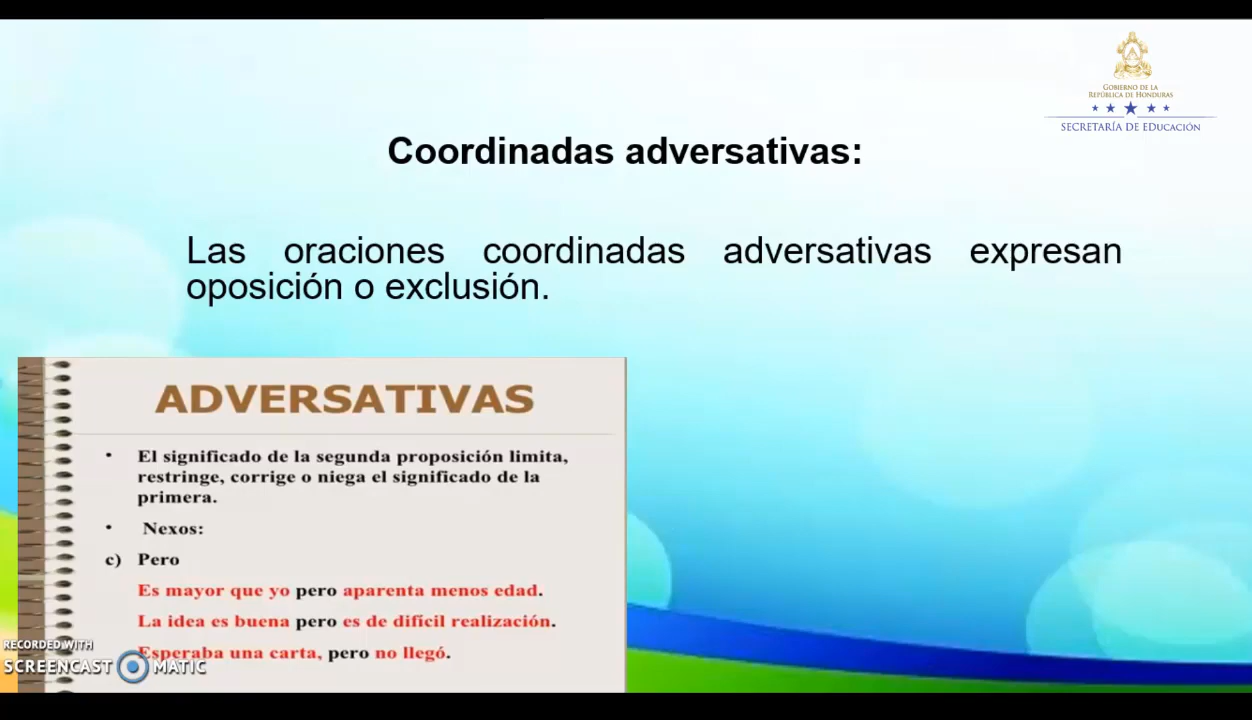 GOBIERNO DE LA
REPÚBLICA DE HONDURAS
SECRETARÍA DE EDUCACIÓN
Coordinadas adversativas:
Las oraciones coordinadas adversativas expresan
oposición o exclusión.
ADVERSATIVAS
• El significado de la segunda proposición limita,
restringe, corrige o niega el significado de la
primera.
• Nexos:
c) Pero
Es mayor que yo pero aparenta menos edad.
La idea es buena pero es de difícil realización.
Esperaba una carta, pero no llegó.
RECORDED WITH
SCREENCAST MATIC